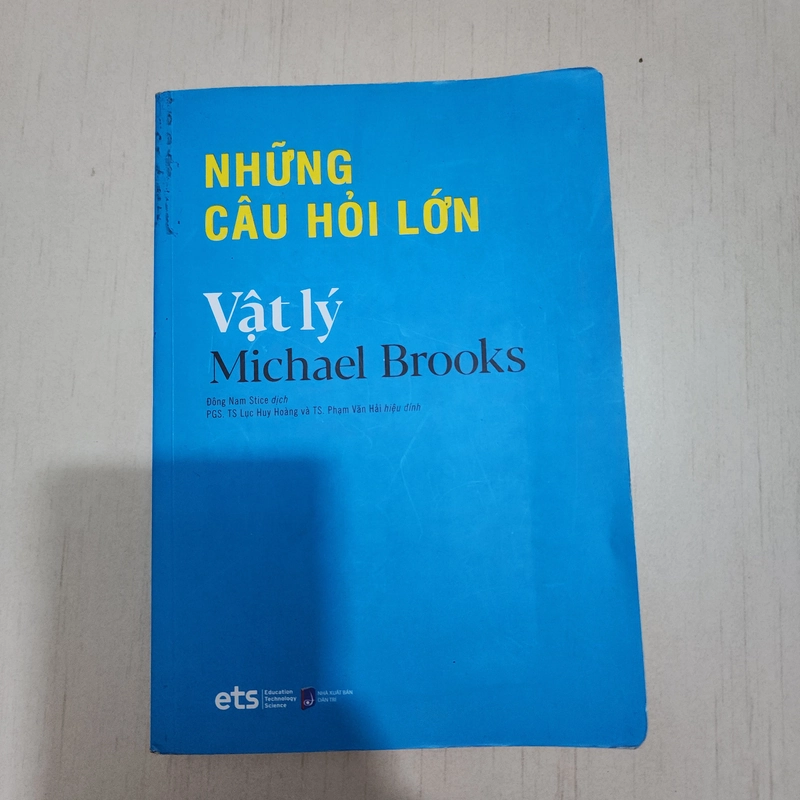 NHỮNG
CÂU HỎI LỚN
Vật lý
Michael Brooks
Đông Nam Stice dịch
PGS. TS Lục Huy Hoàng và TS. Phạm Văn Hải hiệu đính
ets
Education
Technology
Science
NHÀ XUẤT BẢN
DÂN TRÍ